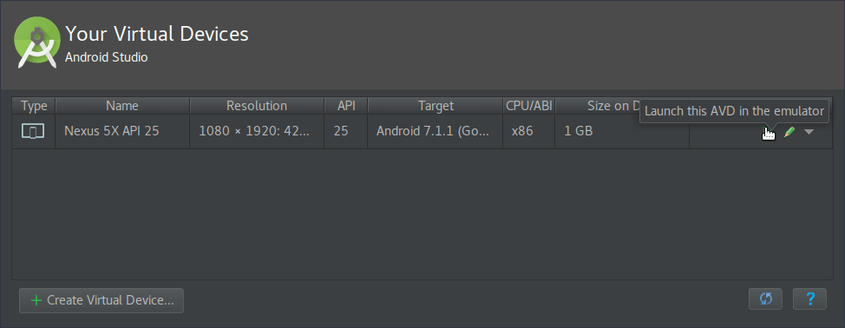 Your Virtual Devices
Android Studio
Type Name Resolution API Target CPU/ABI Size on D
Launch this AVD in the emulator
Nexus 5X API 25 1080 × 1920: 42... 25 Android 7.1.1 (Go... x86 1 GB
+ Create Virtual Device...
?